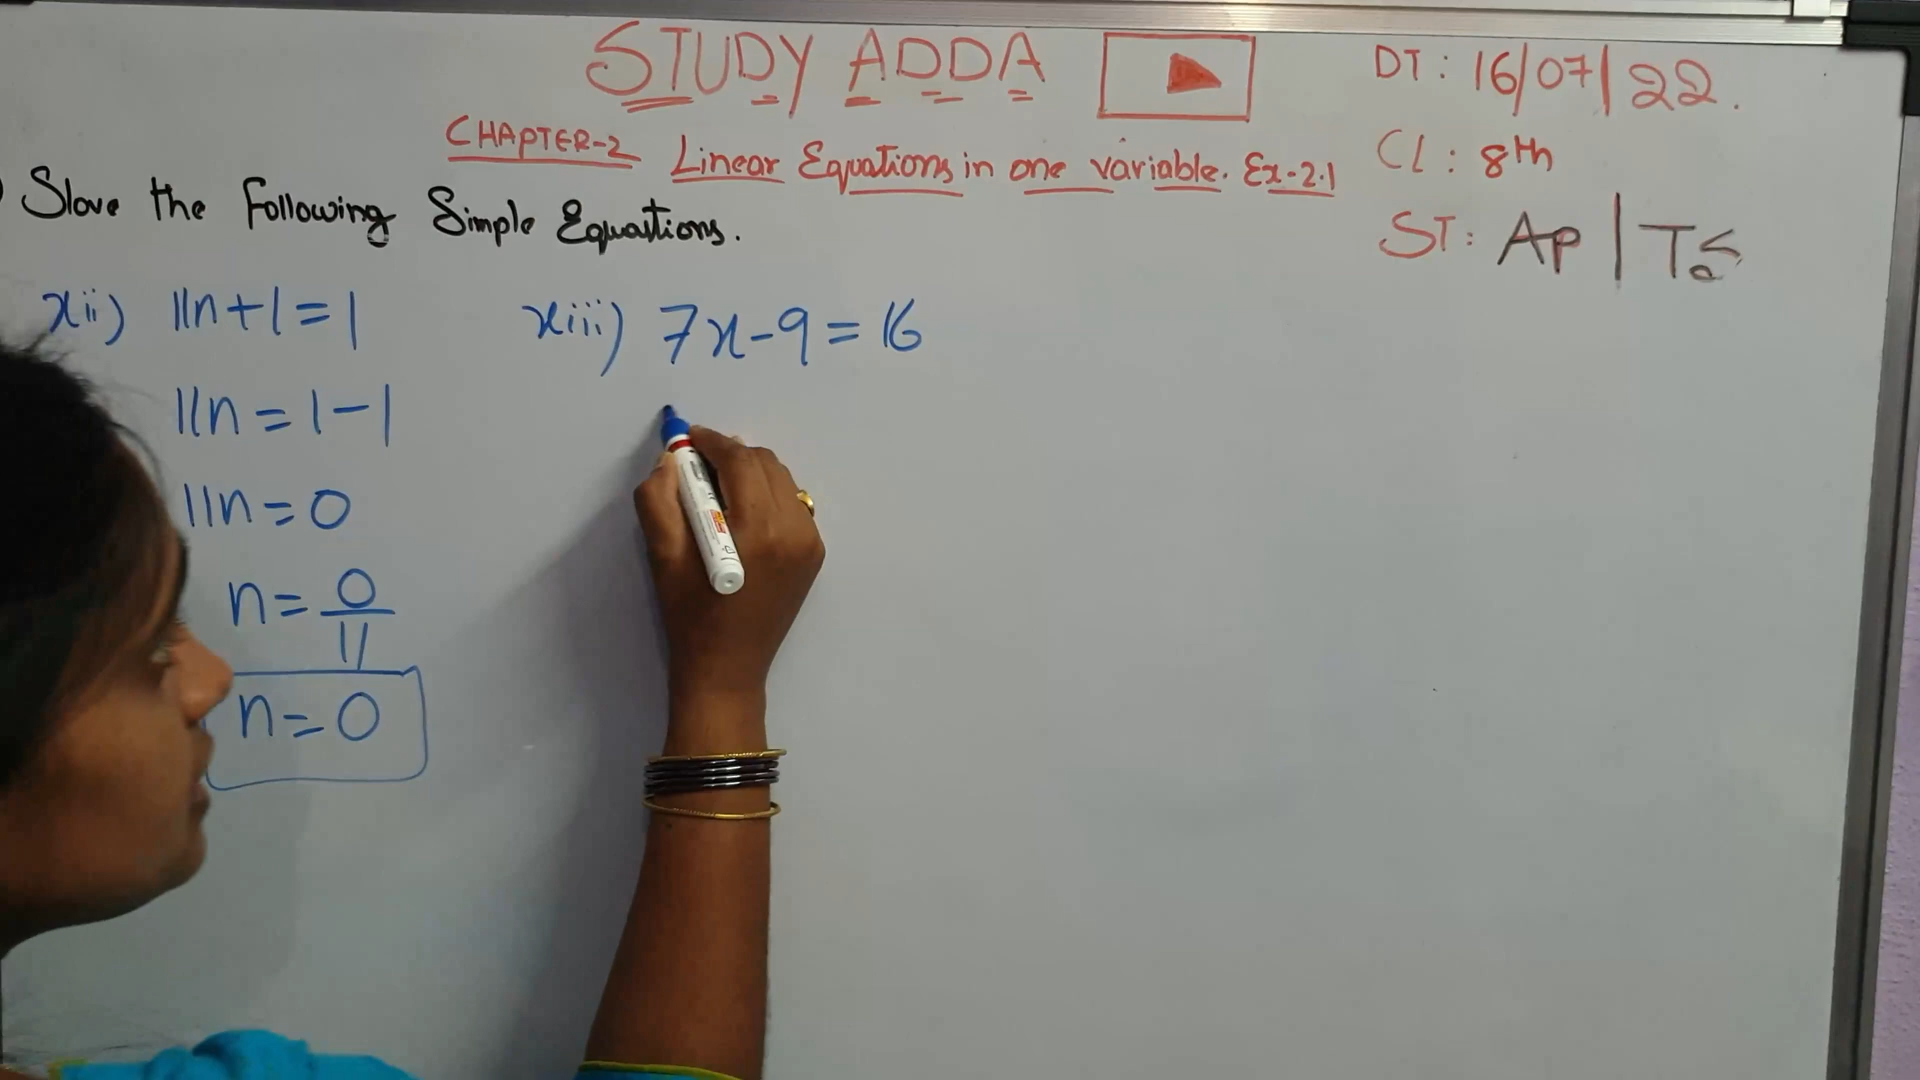 STUDY ADDA
DT: 16/07/22.
CHAPTER-2 Linear Equations in one variable. Ex-2.1
CL: 8th
ST: AP | TS
Slove the Following Simple Equastions.
xii) 11n+1=1
11n=1-1
11n=0
n=0/11
n=0
xiii) 7x-9=16